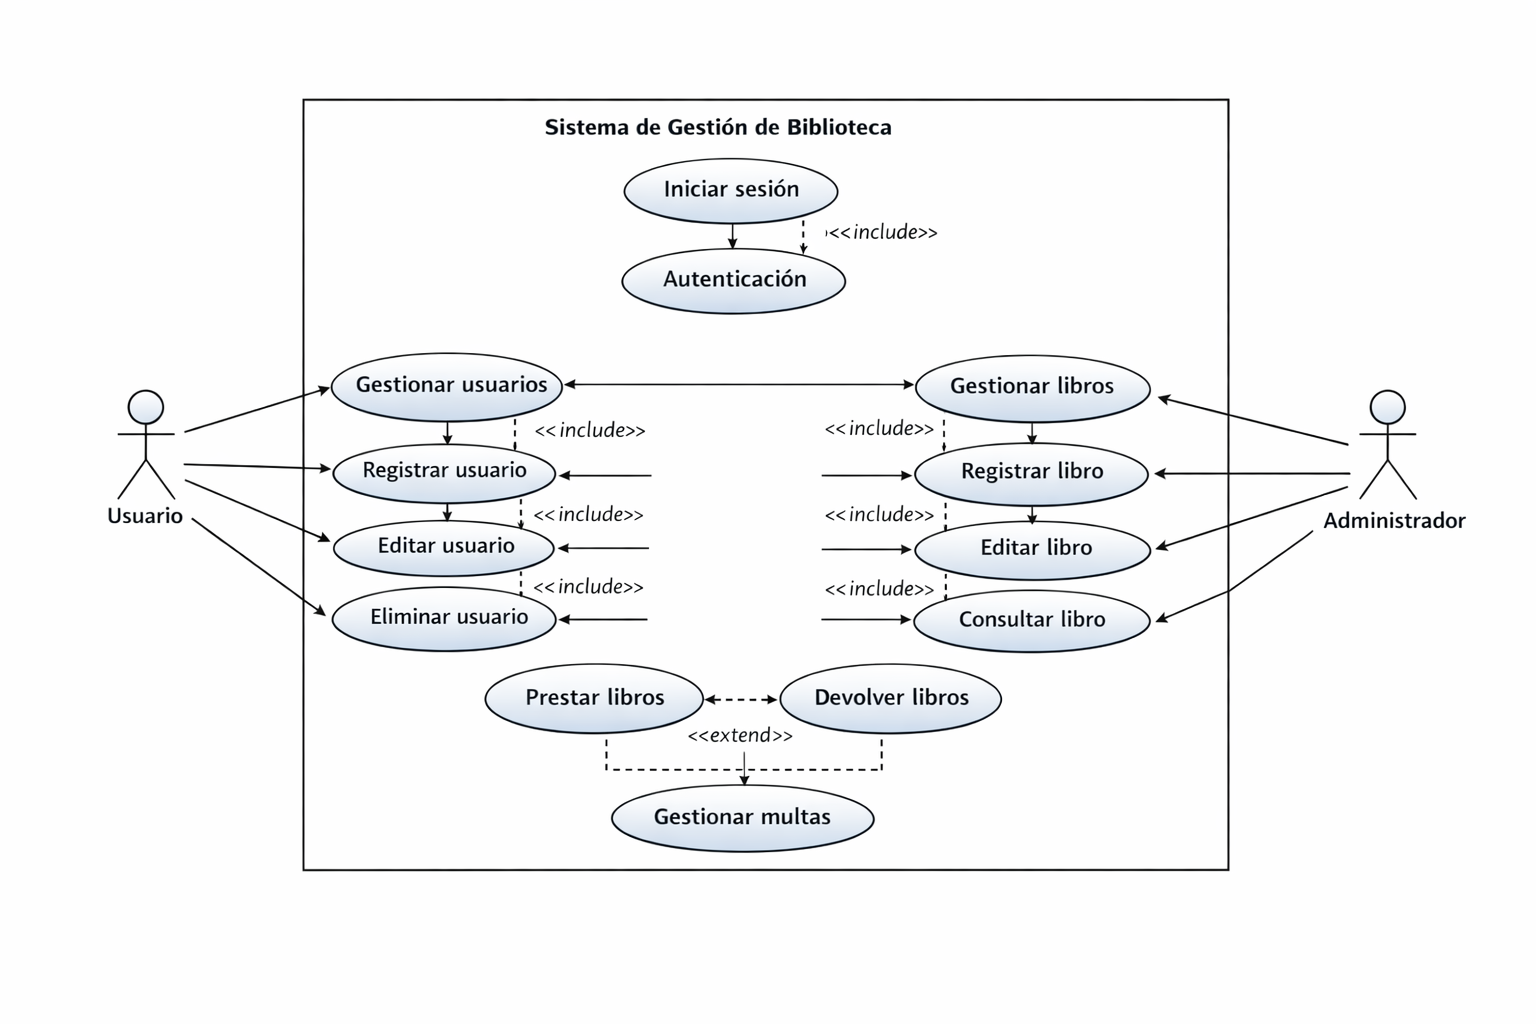 Sistema de Gestión de Biblioteca
Iniciar sesión
<<include>>
Autenticación
Gestionar usuarios
Gestionar libros
<<include>>
<<include>>
Registrar usuario
Registrar libro
<<include>>
<<include>>
Usuario
Administrador
Editar usuario
Editar libro
<<include>>
<<include>>
Eliminar usuario
Consultar libro
Prestar libros
Devolver libros
<<extend>>
Gestionar multas